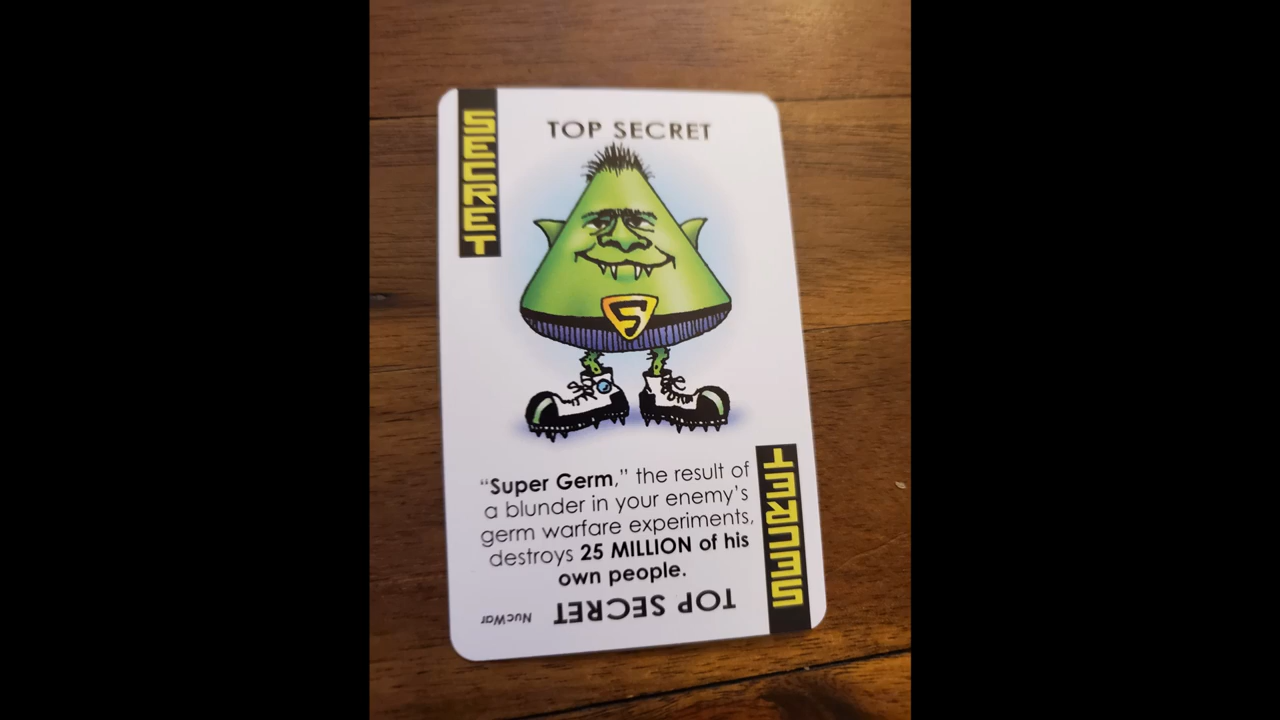 SECRET
TOP SECRET
S
"Super Germ," the result of
a blunder in your enemy's
germ warfare experiments,
destroys 25 MILLION of his
own people.
SECRET
TOP SECRET
NucWar